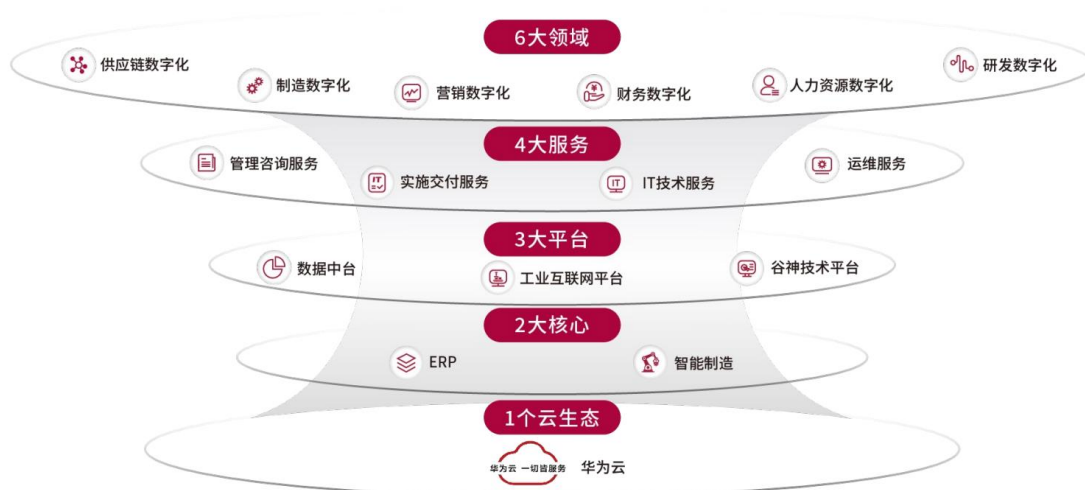 6大领域
供应链数字化
制造数字化
营销数字化
财务数字化
人力资源数字化
研发数字化
4大服务
管理咨询服务
IT
实施交付服务
IT
IT技术服务
运维服务
3大平台
数据中台
工业互联网平台
谷神技术平台
2大核心
ERP
智能制造
1个云生态
华为云 一切皆服务
华为云